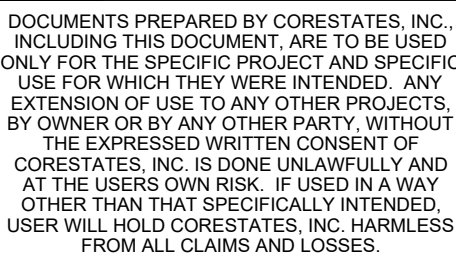 DOCUMENTS PREPARED BY CORESTATES, INC.,
INCLUDING THIS DOCUMENT, ARE TO BE USED
ONLY FOR THE SPECIFIC PROJECT AND SPECIFIC
USE FOR WHICH THEY WERE INTENDED. ANY
EXTENSION OF USE TO ANY OTHER PROJECTS,
BY OWNER OR BY ANY OTHER PARTY, WITHOUT
THE EXPRESSED WRITTEN CONSENT OF
CORESTATES, INC. IS DONE UNLAWFULLY AND
AT THE USERS OWN RISK. IF USED IN A WAY
OTHER THAN THAT SPECIFICALLY INTENDED,
USER WILL HOLD CORESTATES, INC. HARMLESS
FROM ALL CLAIMS AND LOSSES.